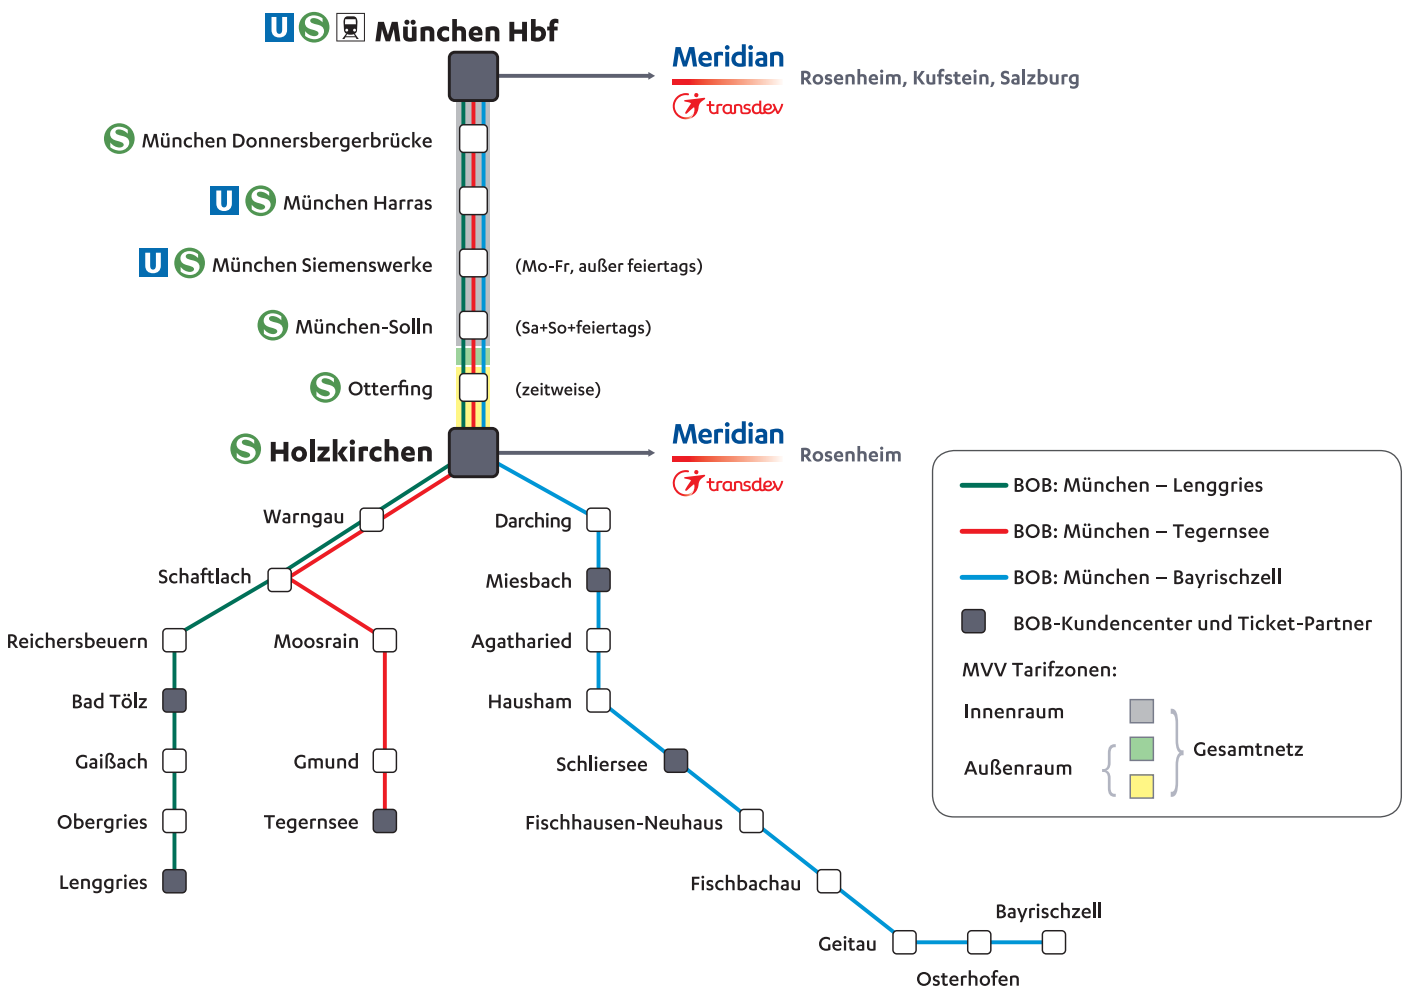 U S München Hbf
Meridian
transdev
Rosenheim, Kufstein, Salzburg
S München Donnersbergerbrücke
U S München Harras
U S München Siemenswerke (Mo-Fr, außer feiertags)
S München-Solln (Sa+So+feiertags)
S Otterfing (zeitweise)
S Holzkirchen
Meridian
transdev
Rosenheim
Warngau
Schaftlach
Reichersbeuern
Bad Tölz
Gaißach
Obergries
Lenggries
Moosrain
Gmund
Tegernsee
Darching
Miesbach
Agatharied
Hausham
Schliersee
Fischhausen-Neuhaus
Fischbachau
Geitau
Osterhofen
Bayrischzell
BOB: München – Lenggries
BOB: München – Tegernsee
BOB: München – Bayrischzell
BOB-Kundencenter und Ticket-Partner
MVV Tarifzonen:
Innenraum
Außenraum
Gesamtnetz